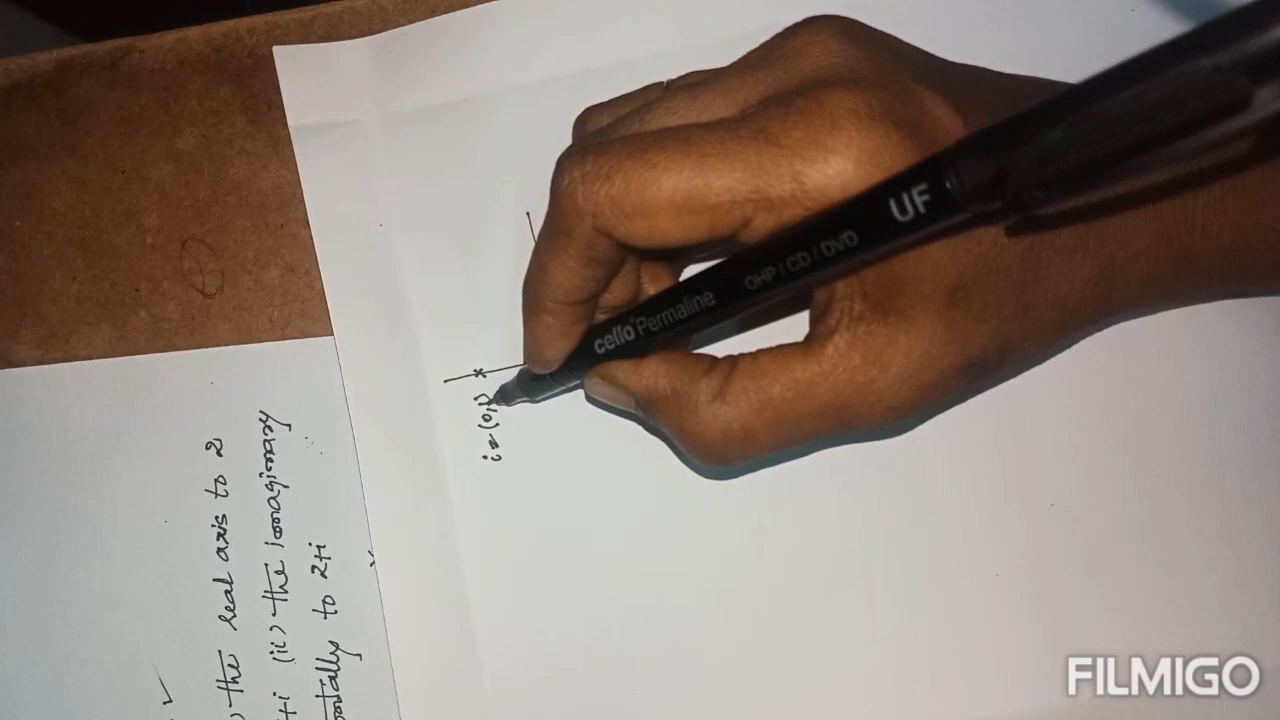 the real axis to 2
+i (ii) the imaginary
to 2+i
i=(0,1)
cello Permaline OHP / CD / DVD UF
FILMIGO